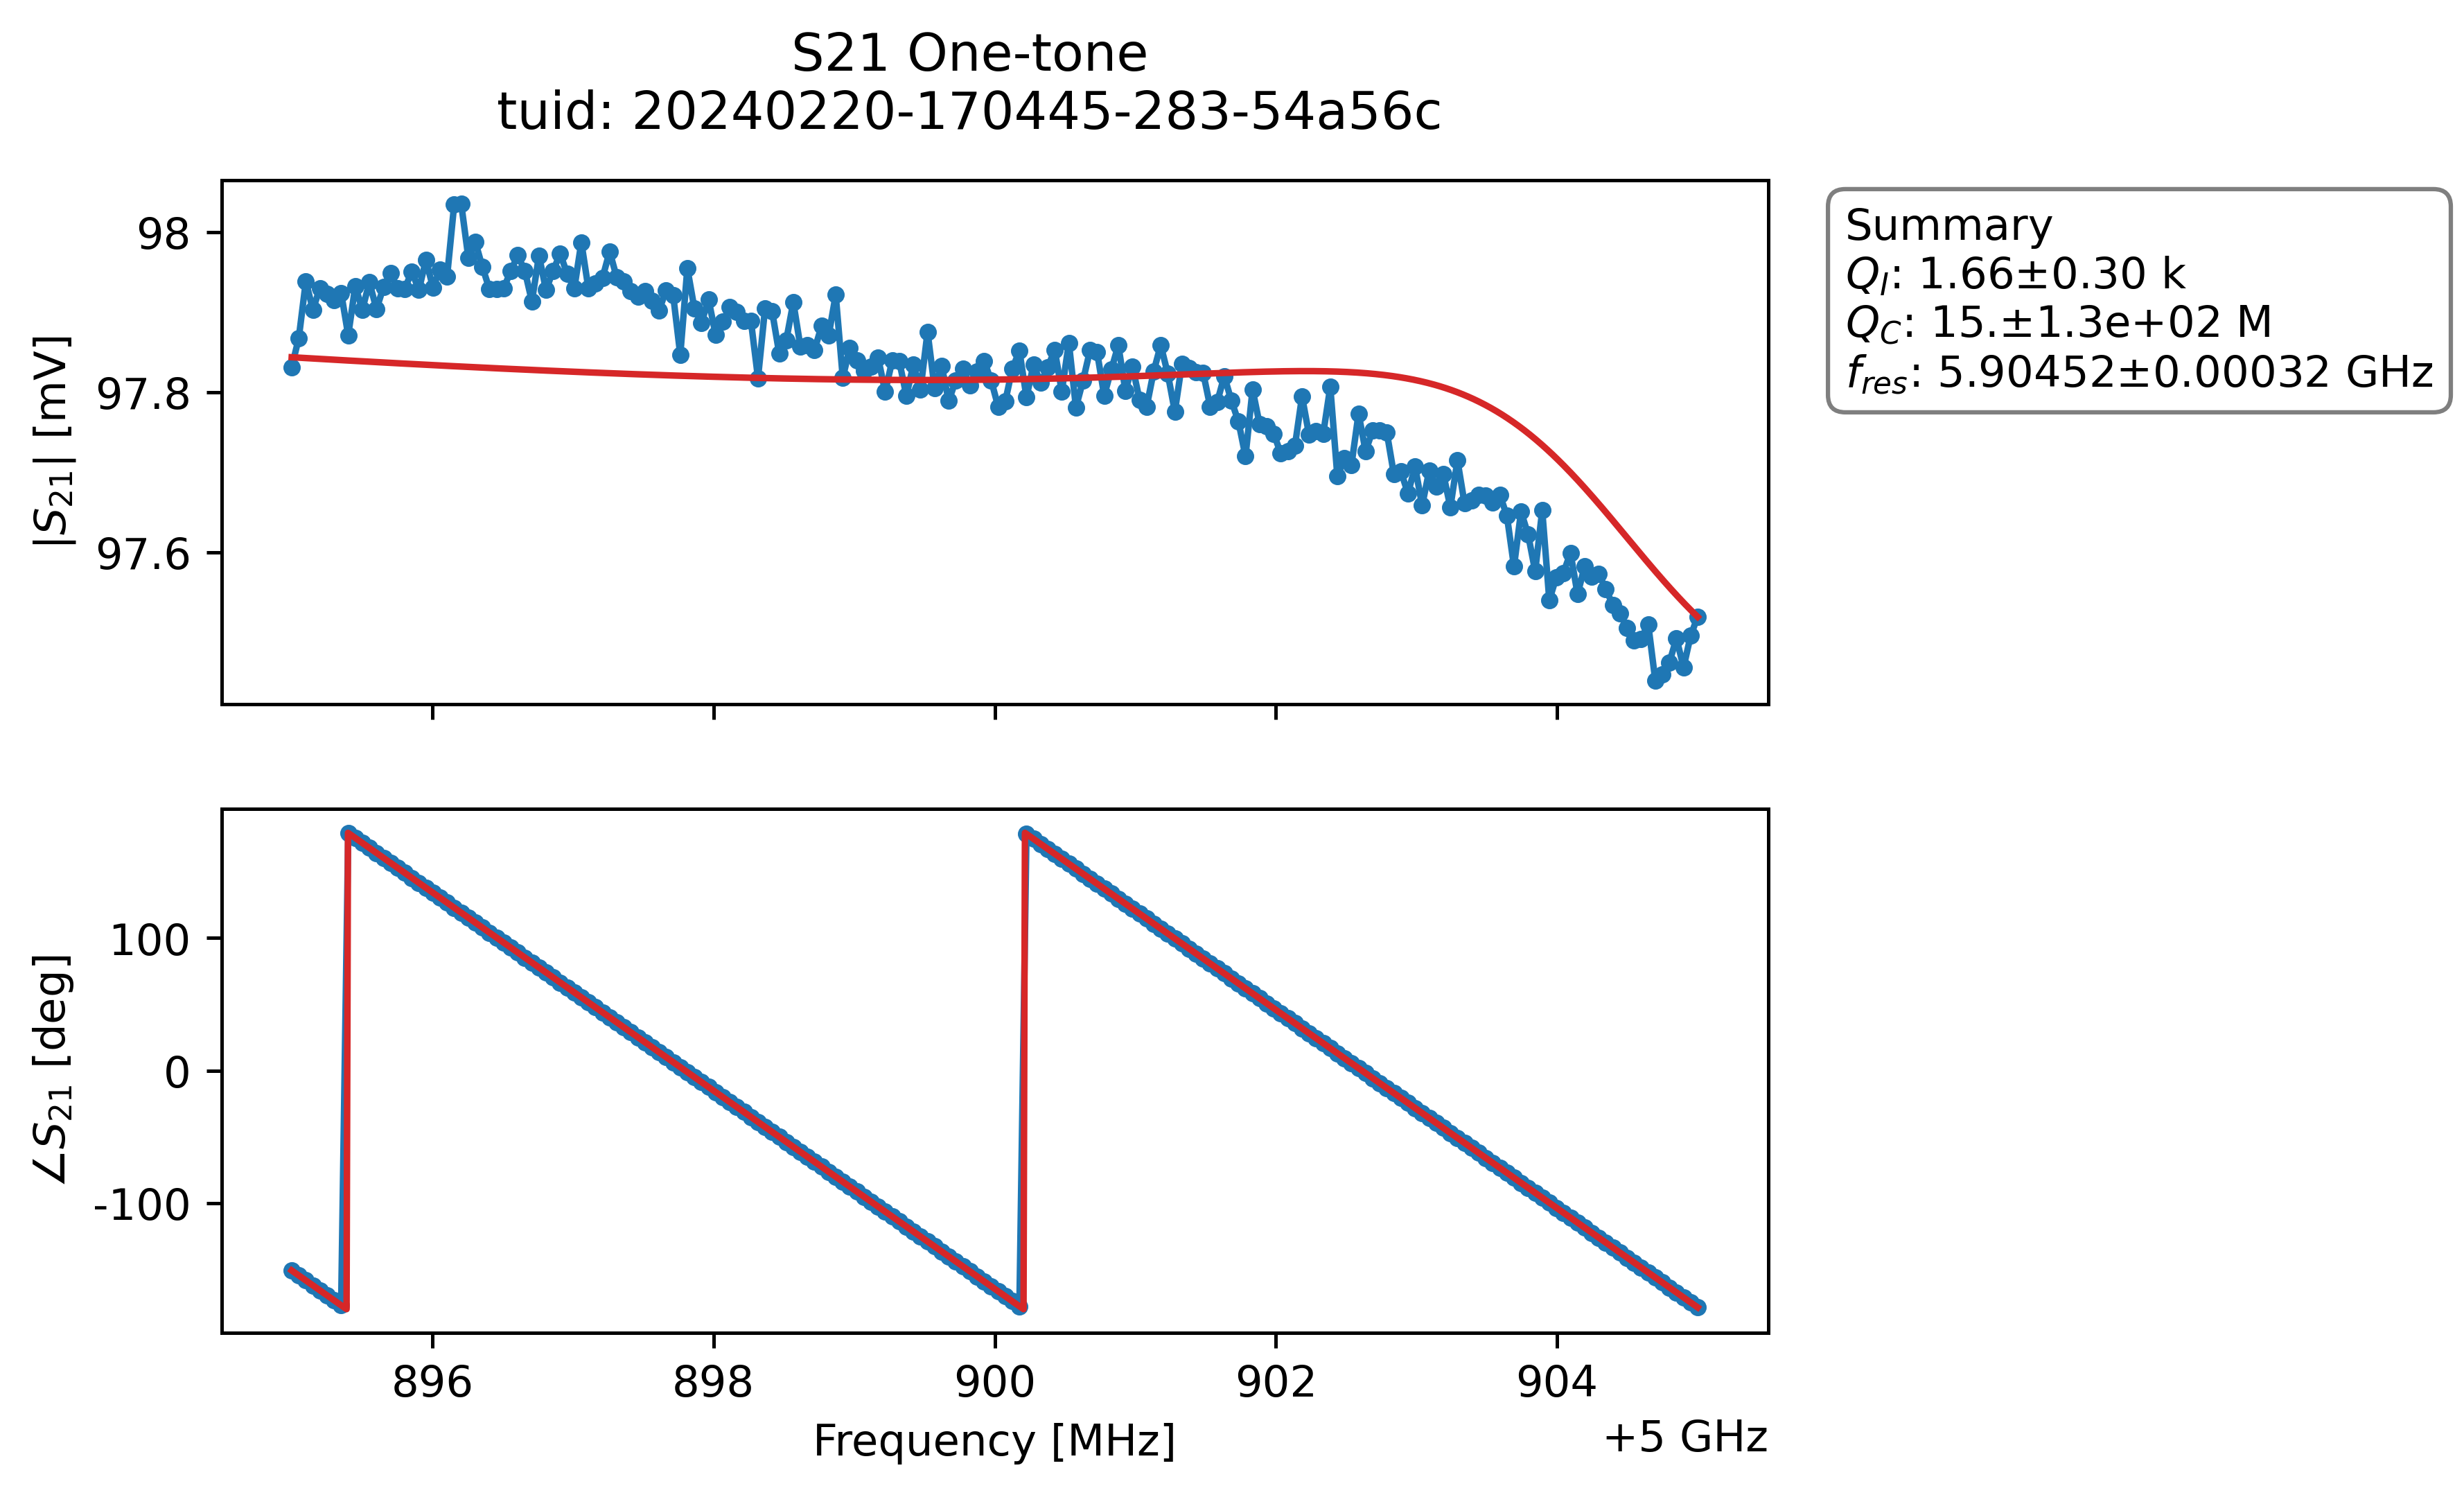 S21 One-tone
tuid: 20240220-170445-283-54a56c
|S21| [mV]
98
97.8
97.6
Summary
QI: 1.66±0.30 k
QC: 15.±1.3e+02 M
fres: 5.90452±0.00032 GHz
∠S21 [deg]
100
0
-100
896 898 900 902 904
Frequency [MHz]
+5 GHz